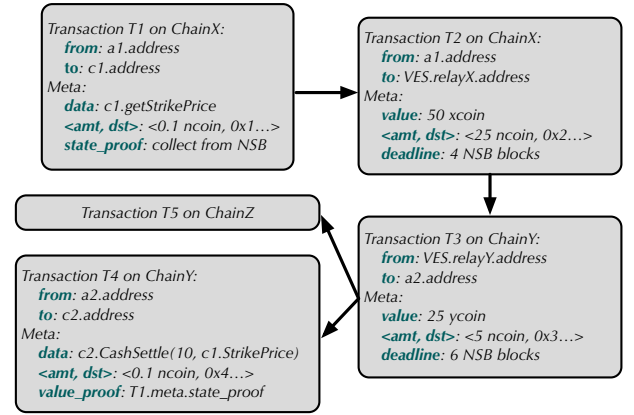 Transaction T1 on ChainX:
from: a1.address
to: c1.address
Meta:
data: c1.getStrikePrice
<amt, dst>: <0.1 ncoin, 0x1...>
state_proof: collect from NSB
Transaction T2 on ChainX:
from: a1.address
to: VES.relayX.address
Meta:
value: 50 xcoin
<amt, dst>: <25 ncoin, 0x2...>
deadline: 4 NSB blocks
Transaction T5 on ChainZ
Transaction T4 on ChainY:
from: a2.address
to: c2.address
Meta:
data: c2.CashSettle(10, c1.StrikePrice)
<amt, dst>: <0.1 ncoin, 0x4...>
value_proof: T1.meta.state_proof
Transaction T3 on ChainY:
from: VES.relayY.address
to: a2.address
Meta:
value: 25 ycoin
<amt, dst>: <5 ncoin, 0x3...>
deadline: 6 NSB blocks